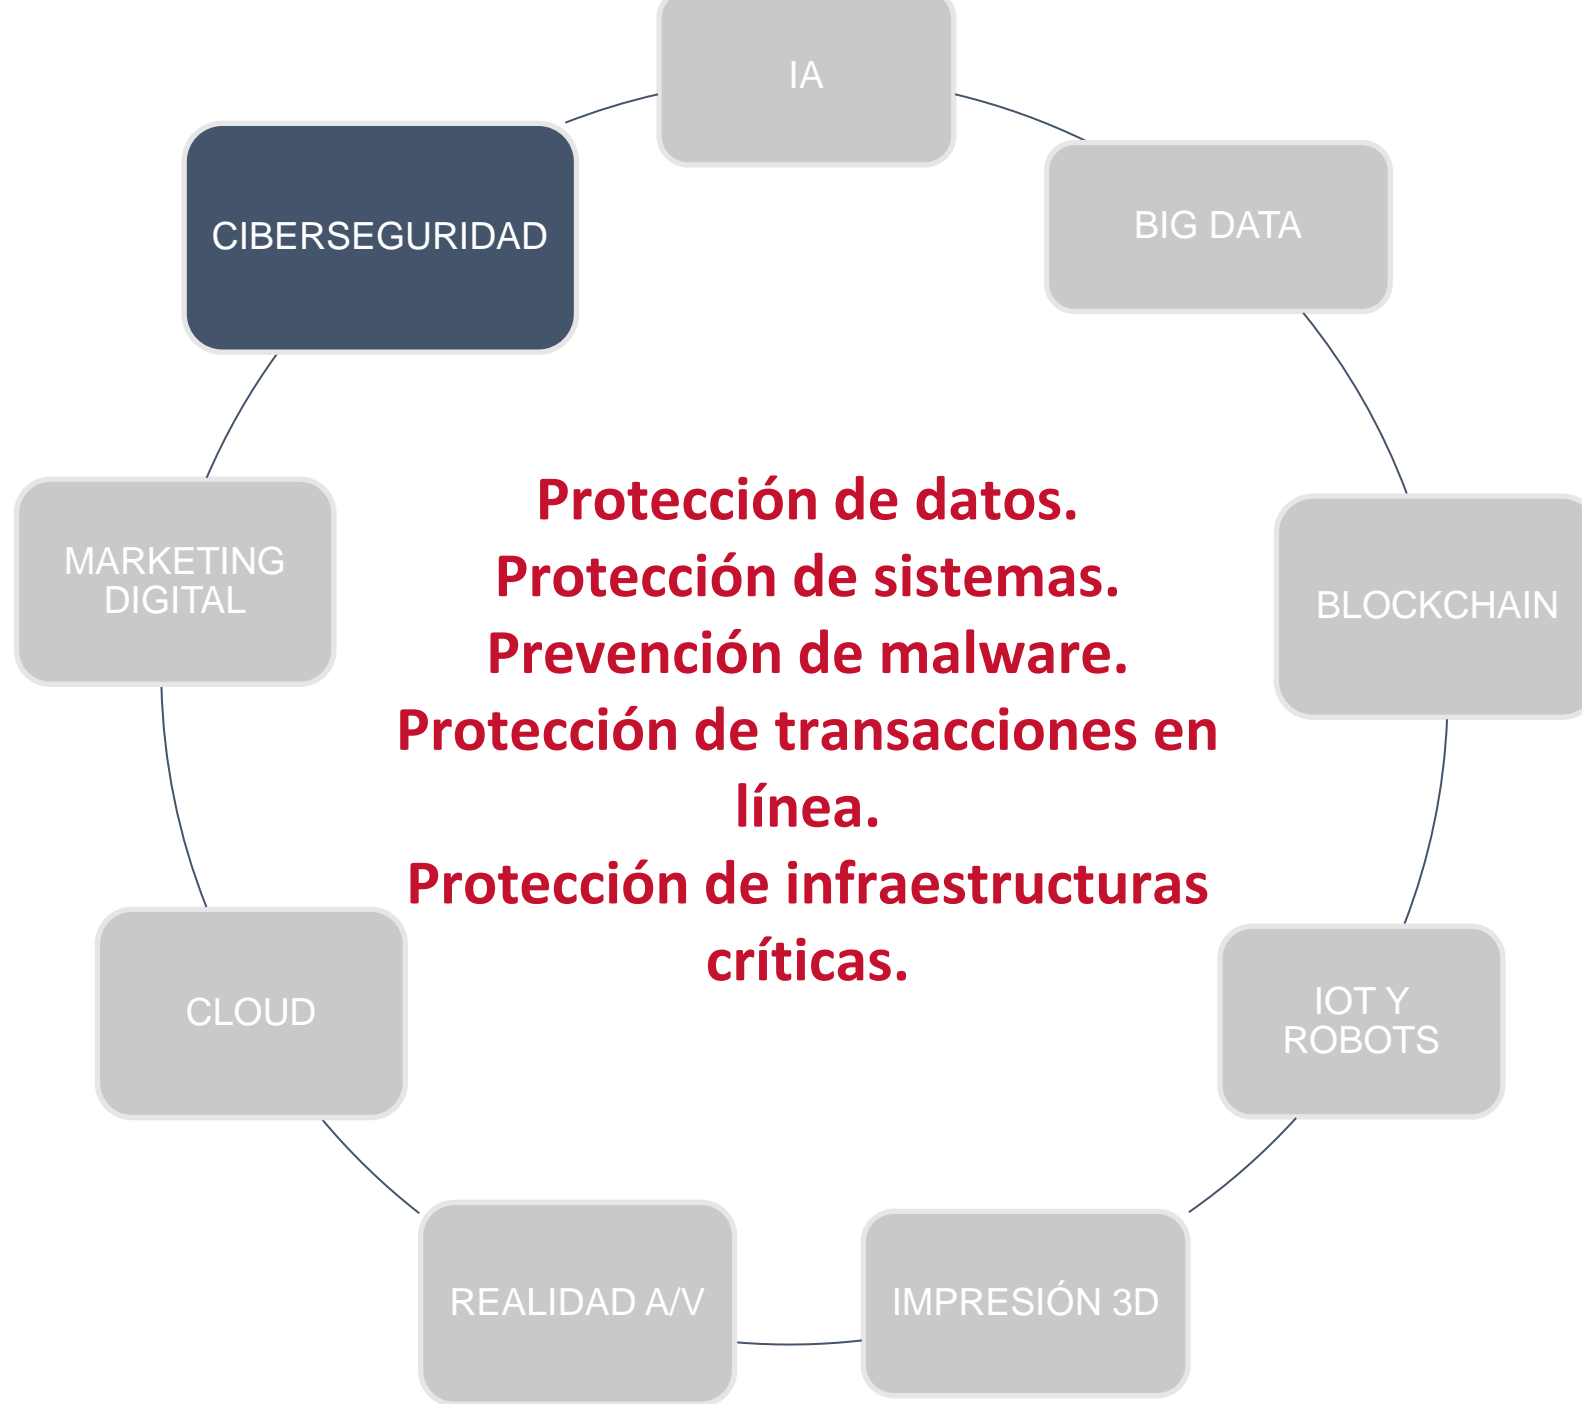 IA
BIG DATA
CIBERSEGURIDAD
MARKETING
DIGITAL
BLOCKCHAIN
Protección de datos.
Protección de sistemas.
Prevención de malware.
Protección de transacciones en
línea.
Protección de infraestructuras
críticas.
CLOUD
IOT Y
ROBOTS
REALIDAD A/V
IMPRESIÓN 3D